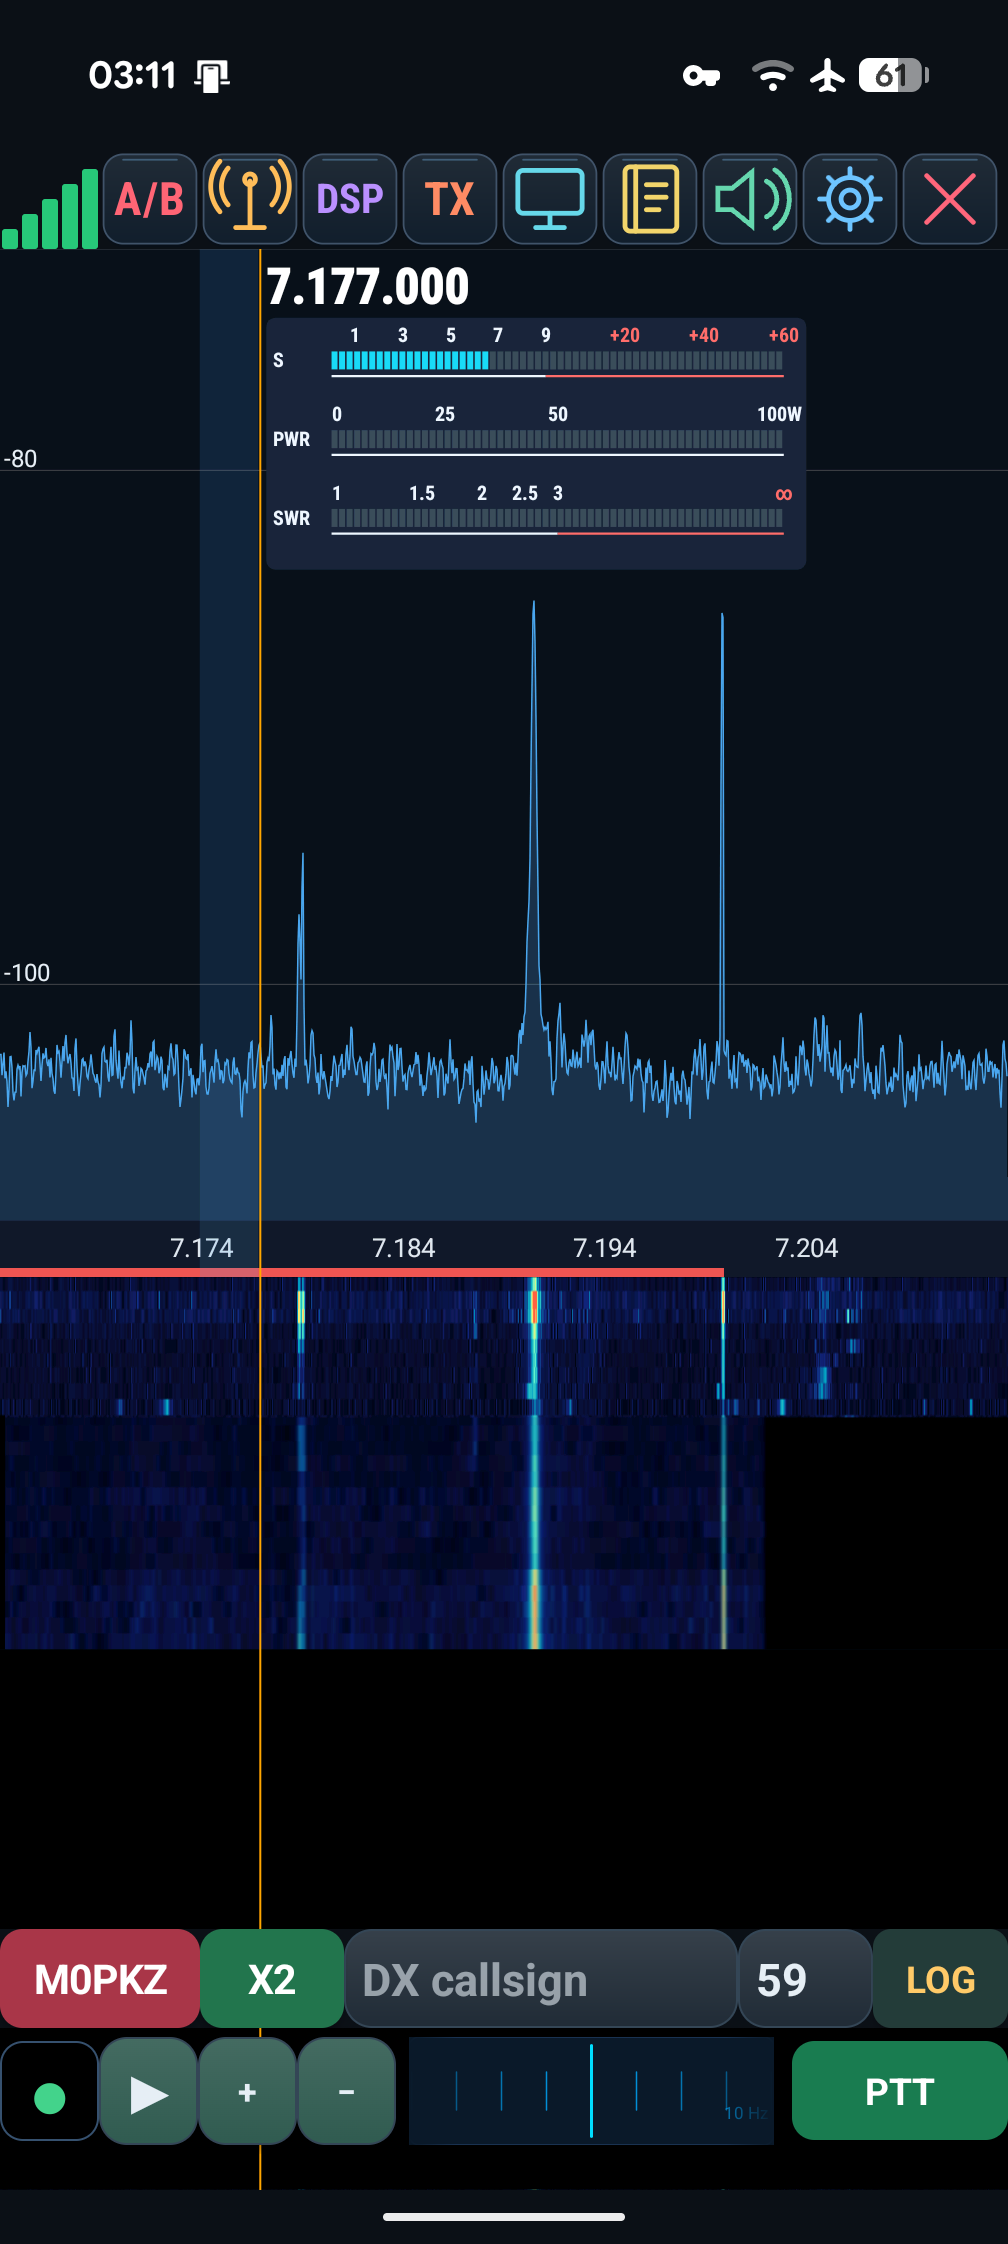 03:11 61
A/B DSP TX
7.177.000
1 3 5 7 9 +20 +40 +60
S
0 25 50 100W
PWR
1 1.5 2 2.5 3 ∞
SWR
-80
-100
7.174 7.184 7.194 7.204
M0PKZ X2 DX callsign 59 LOG
+ − PTT
10 Hz